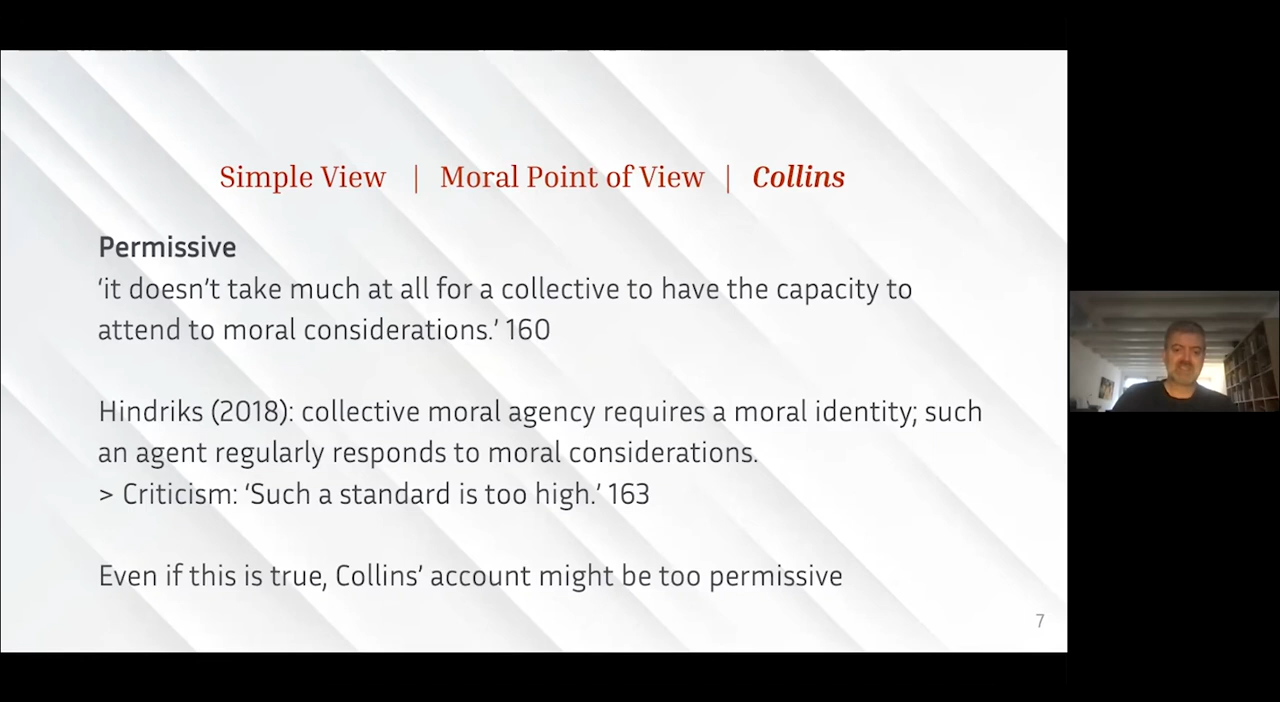 Simple View | Moral Point of View | Collins
Permissive
‘it doesn’t take much at all for a collective to have the capacity to
attend to moral considerations.’ 160
Hindriks (2018): collective moral agency requires a moral identity; such
an agent regularly responds to moral considerations.
> Criticism: ‘Such a standard is too high.’ 163
Even if this is true, Collins’ account might be too permissive
7